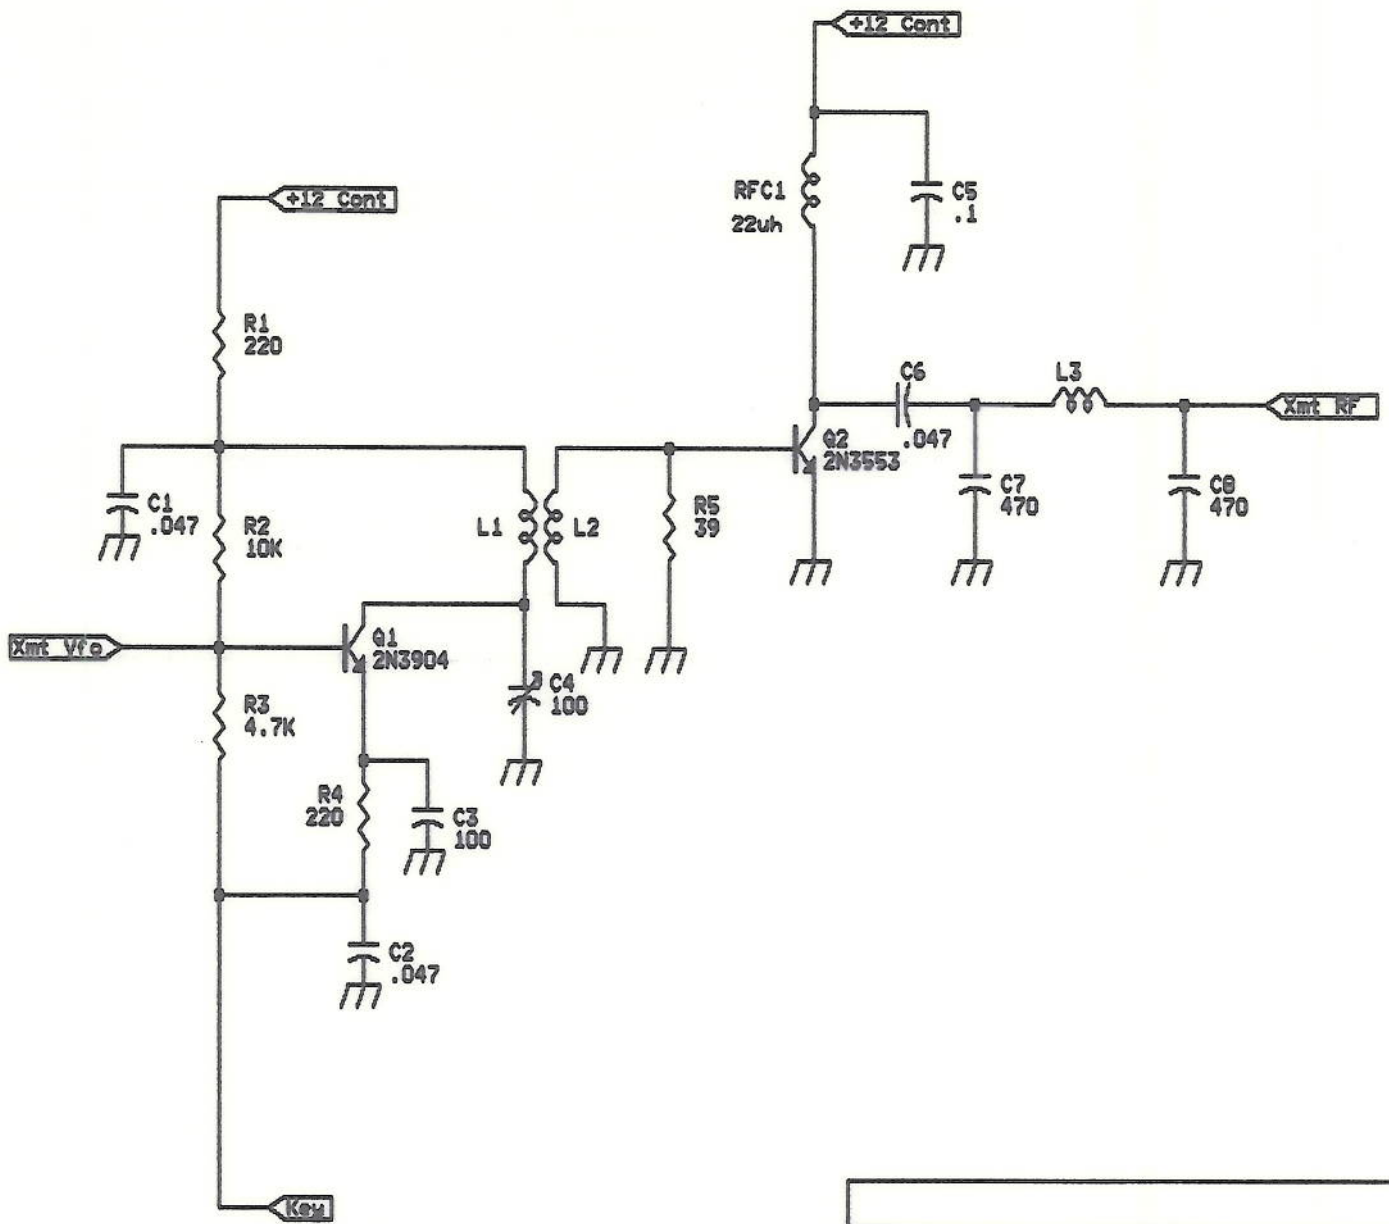 +12 Cont
+12 Cont
RFC1
22uh
C5
.1
R1
220
C6
.047
L3
Xmt RF
Q2
2N3553
C1
.047
R2
10K
L1
L2
R5
39
C7
470
C8
470
Xmt Vfo
Q1
2N3904
C4
100
R3
4.7K
R4
220
C3
100
C2
.047
Key